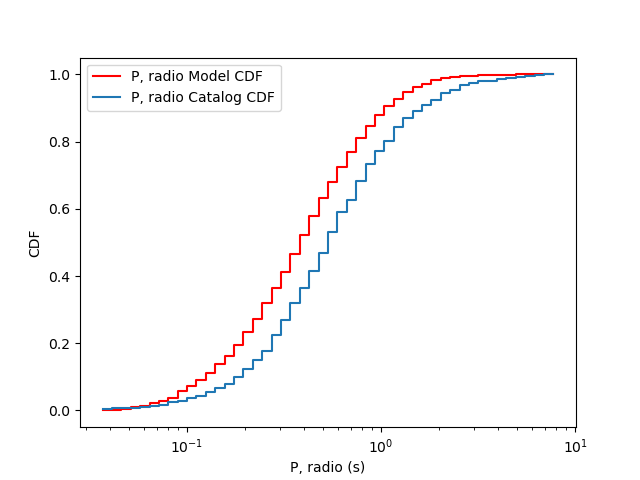 P, radio Model CDF
P, radio Catalog CDF
1.0
0.8
0.6
0.4
0.2
0.0
CDF
10⁻¹
10⁰
10¹
P, radio (s)